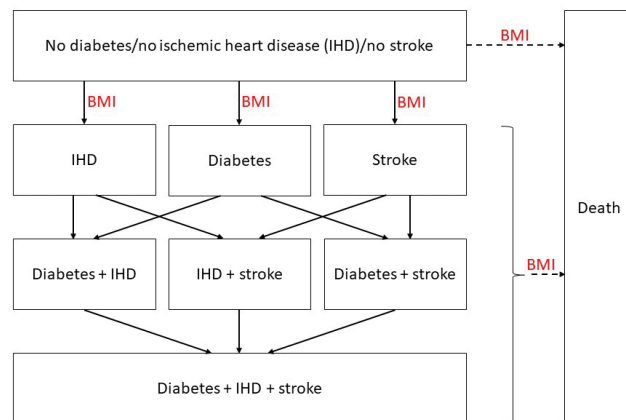 No diabetes/no ischemic heart disease (IHD)/no stroke
BMI
BMI
BMI
BMI
IHD
Diabetes
Stroke
Death
Diabetes + IHD
IHD + stroke
Diabetes + stroke
BMI
Diabetes + IHD + stroke